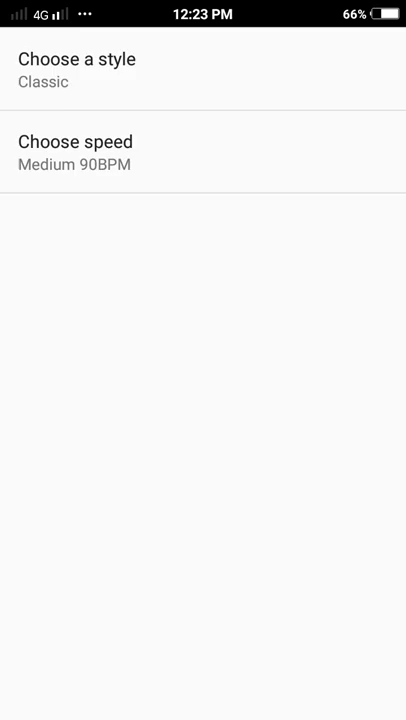 4G 12:23 PM 66%
Choose a style
Classic
Choose speed
Medium 90BPM